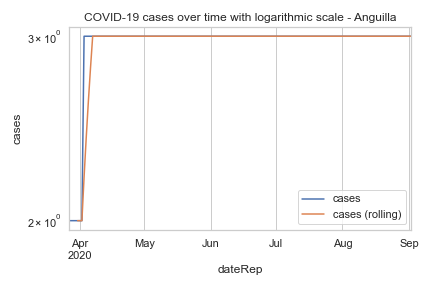 COVID-19 cases over time with logarithmic scale - Anguilla
3 × 10⁰
cases
2 × 10⁰
cases
cases (rolling)
Apr May Jun Jul Aug Sep
2020
dateRep